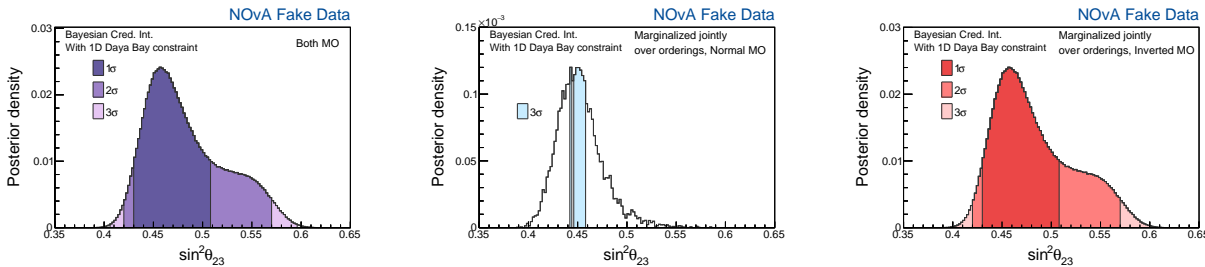 NOvA Fake Data
Bayesian Cred. Int.
With 1D Daya Bay constraint
Both MO
1σ
2σ
3σ
0.03
0.02
0.01
0
Posterior density
0.35
0.4
0.45
0.5
0.55
0.6
0.65
sin²θ₂₃
NOvA Fake Data
×10⁻³
Bayesian Cred. Int.
With 1D Daya Bay constraint
Marginalized jointly
over orderings, Normal MO
3σ
0.15
0.1
0.05
0
Posterior density
0.35
0.4
0.45
0.5
0.55
0.6
0.65
sin²θ₂₃
NOvA Fake Data
Bayesian Cred. Int.
With 1D Daya Bay constraint
Marginalized jointly
over orderings, Inverted MO
1σ
2σ
3σ
0.03
0.02
0.01
0
Posterior density
0.35
0.4
0.45
0.5
0.55
0.6
0.65
sin²θ₂₃